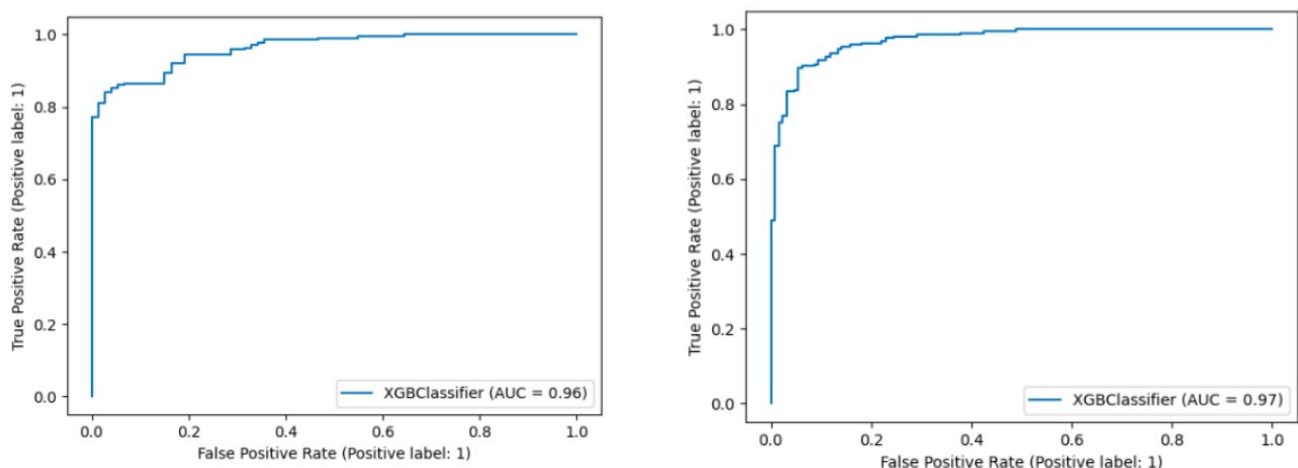 True Positive Rate (Positive label: 1)
1.0
0.8
0.6
0.4
0.2
0.0
XGBClassifier (AUC = 0.96)
0.0 0.2 0.4 0.6 0.8 1.0
False Positive Rate (Positive label: 1)
True Positive Rate (Positive label: 1)
1.0
0.8
0.6
0.4
0.2
0.0
XGBClassifier (AUC = 0.97)
0.0 0.2 0.4 0.6 0.8 1.0
False Positive Rate (Positive label: 1)